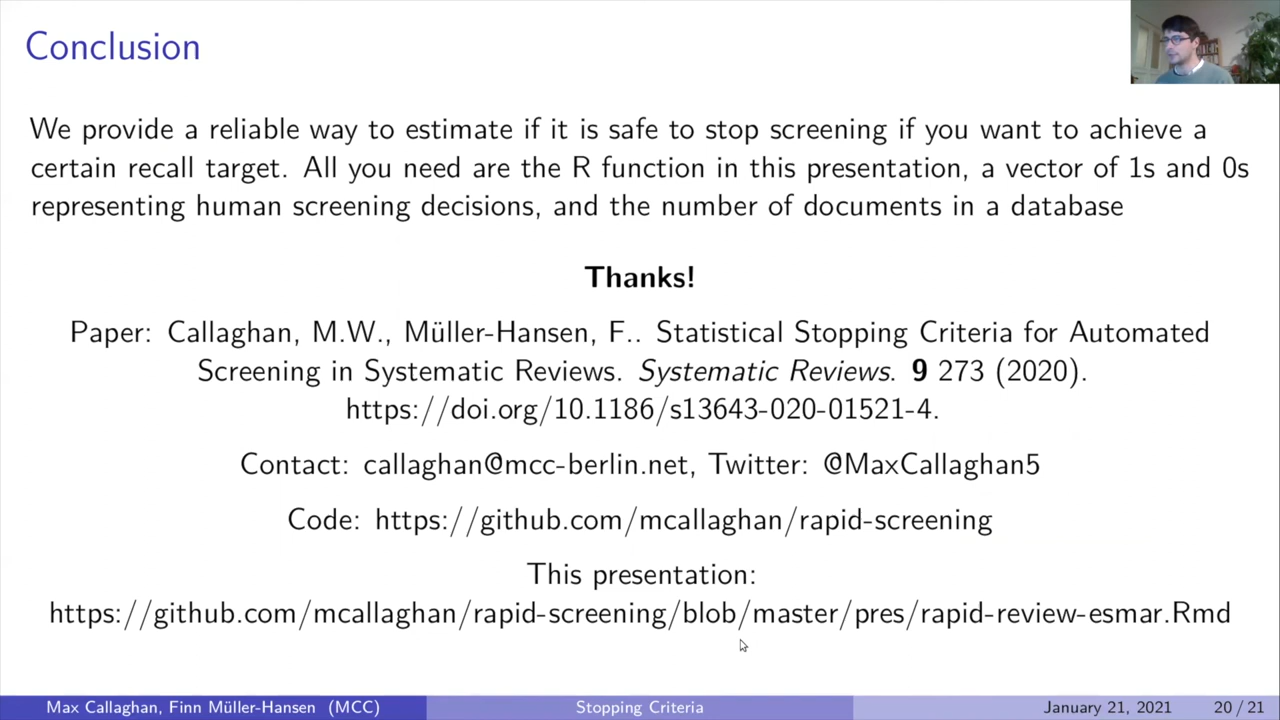 Conclusion
We provide a reliable way to estimate if it is safe to stop screening if you want to achieve a
certain recall target. All you need are the R function in this presentation, a vector of 1s and 0s
representing human screening decisions, and the number of documents in a database
Thanks!
Paper: Callaghan, M.W., Müller-Hansen, F.. Statistical Stopping Criteria for Automated
Screening in Systematic Reviews. Systematic Reviews. 9 273 (2020).
https://doi.org/10.1186/s13643-020-01521-4.
Contact: callaghan@mcc-berlin.net, Twitter: @MaxCallaghan5
Code: https://github.com/mcallaghan/rapid-screening
This presentation:
https://github.com/mcallaghan/rapid-screening/blob/master/pres/rapid-review-esmar.Rmd
Max Callaghan, Finn Müller-Hansen (MCC) Stopping Criteria January 21, 2021 20 / 21